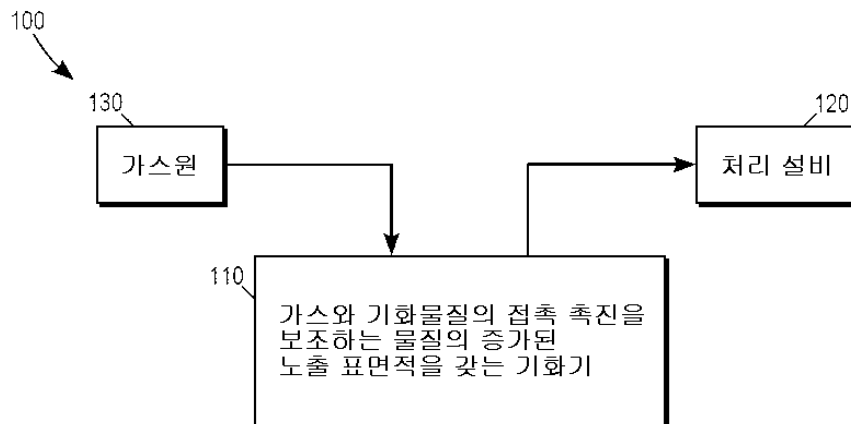 100
130
120
가스원
처리 설비
110
가스와 기화물질의 접촉 촉진을
보조하는 물질의 증가된
노출 표면적을 갖는 기화기